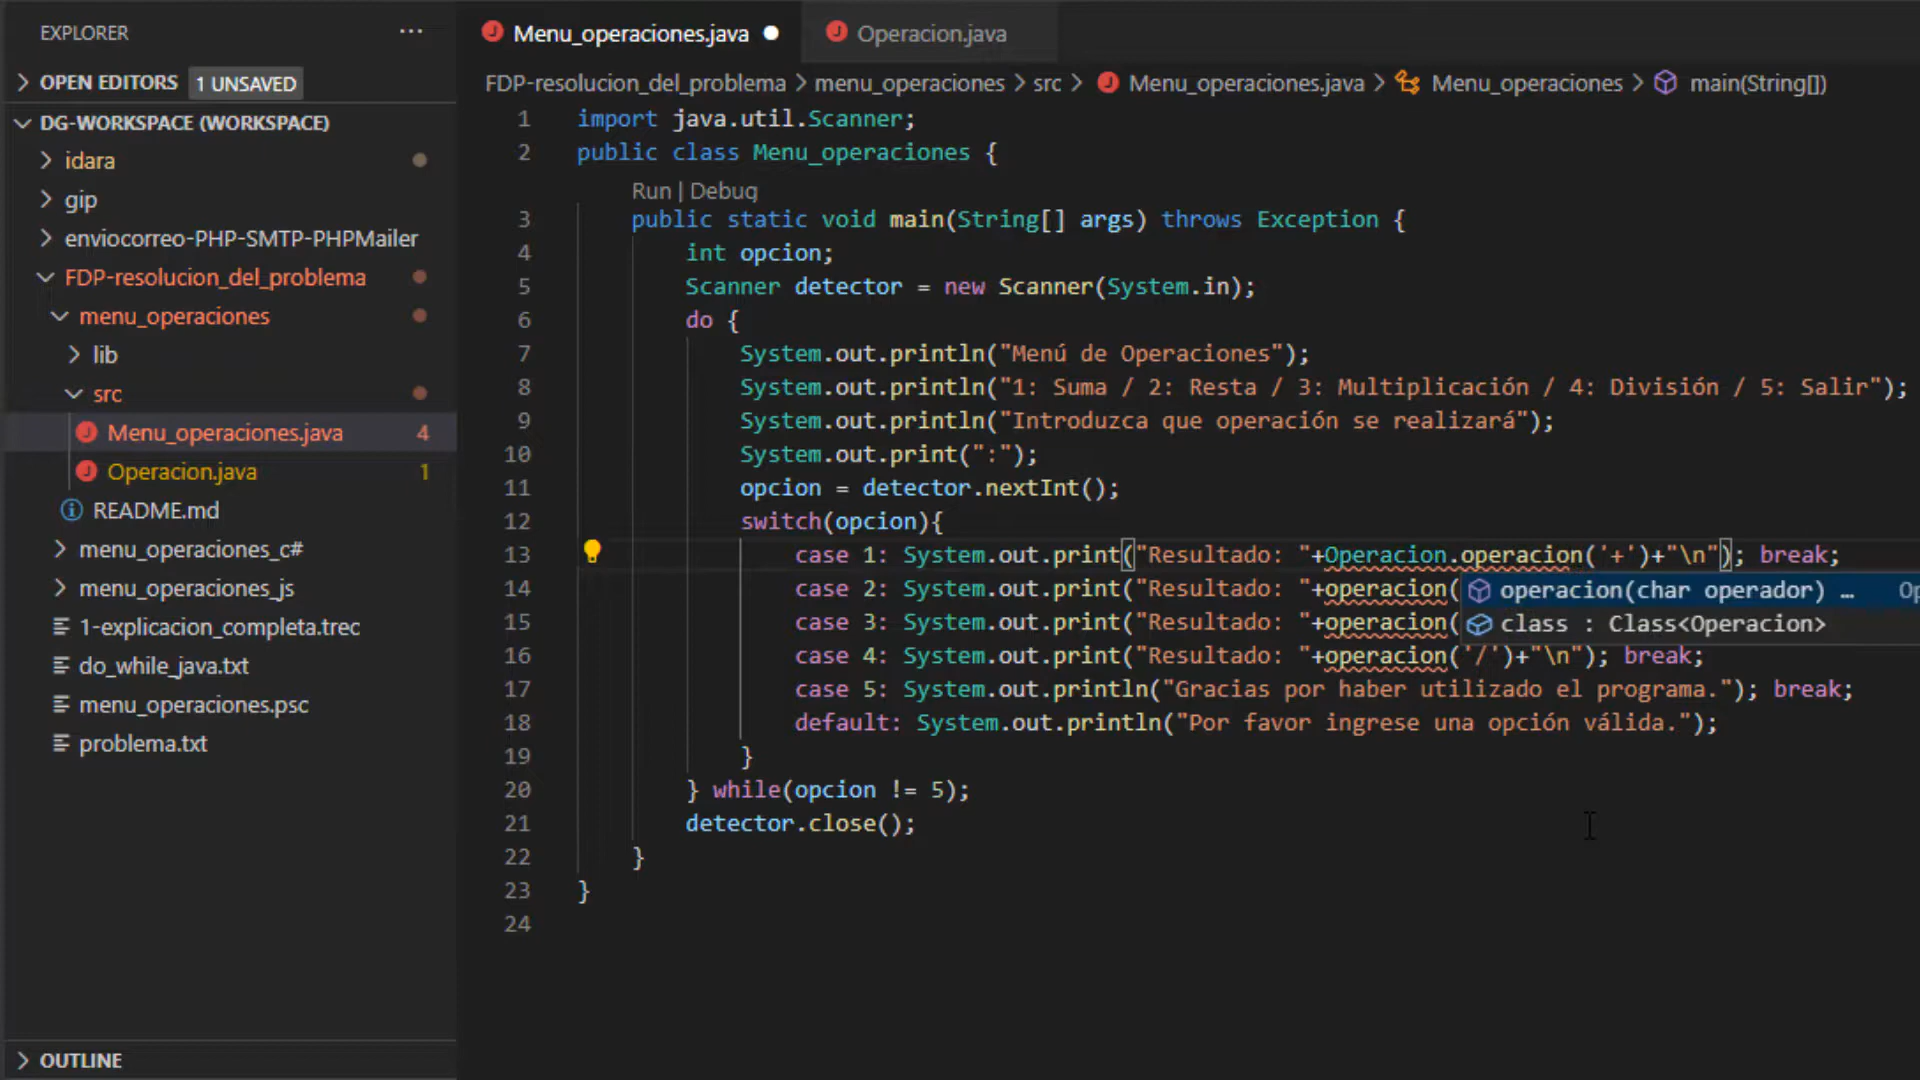 EXPLORER
OPEN EDITORS 1 UNSAVED
DG-WORKSPACE (WORKSPACE)
idara
gip
enviocorreo-PHP-SMTP-PHPMailer
FDP-resolucion_del_problema
menu_operaciones
lib
src
Menu_operaciones.java 4
Operacion.java 1
README.md
menu_operaciones_c#
menu_operaciones_js
1-explicacion_completa.trec
do_while_java.txt
menu_operaciones.psc
problema.txt
OUTLINE
Menu_operaciones.java
Operacion.java
FDP-resolucion_del_problema > menu_operaciones > src > Menu_operaciones.java > Menu_operaciones > main(String[])
1 import java.util.Scanner;
2 public class Menu_operaciones {
Run | Debug
3 public static void main(String[] args) throws Exception {
4 int opcion;
5 Scanner detector = new Scanner(System.in);
6 do {
7 System.out.println("Menú de Operaciones");
8 System.out.println("1: Suma / 2: Resta / 3: Multiplicación / 4: División / 5: Salir");
9 System.out.println("Introduzca que operación se realizará");
10 System.out.print(":");
11 opcion = detector.nextInt();
12 switch(opcion){
13 case 1: System.out.print("Resultado: "+Operacion.operacion('+')+"\n"); break;
14 case 2: System.out.print("Resultado: "+operacion(
operacion(char operador) …
15 case 3: System.out.print("Resultado: "+operacion(
class : Class<Operacion>
16 case 4: System.out.print("Resultado: "+operacion('/')+"\n"); break;
17 case 5: System.out.println("Gracias por haber utilizado el programa."); break;
18 default: System.out.println("Por favor ingrese una opción válida.");
19 }
20 } while(opcion != 5);
21 detector.close();
22 }
23 }
24